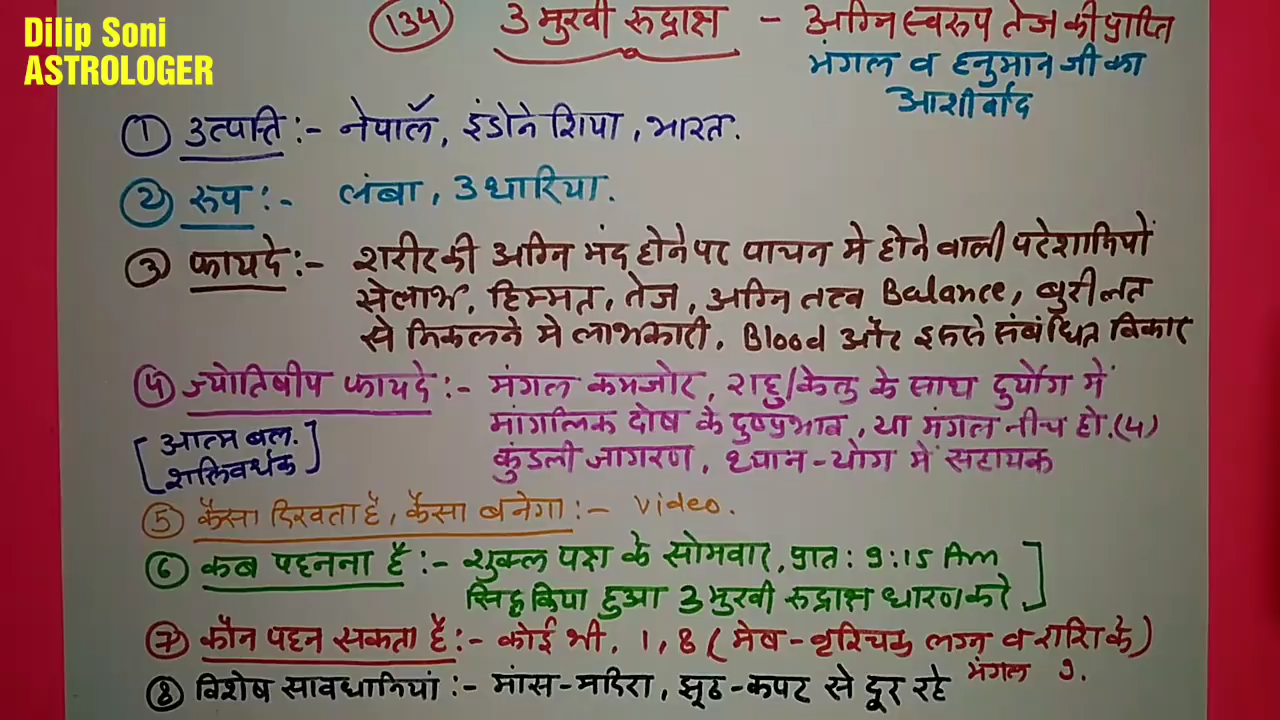 Dilip Soni
ASTROLOGER
(134) 3 मुखी रूद्राक्ष - अग्नि स्वरूप तेज की प्राप्ति
मंगल व हनुमान जी का
आशीर्वाद
① उत्पत्ति :- नेपाल, इंडोनेशिया, भारत.
② रूप :- लंबा, 3 धारिया.
③ फायदे :- शरीर की अग्नि मंद होने पर पाचन मे होने वाली परेशानियों
से लाभ, हिम्मत, तेज, अग्नि तत्व Balance, बुरी लत
से निकलने मे लाभकारी. Blood और इससे संबंधित विकार
④ ज्योतिषीय फायदे :- मंगल कमजोर, राहु/केतु के साथ दुर्योग में
मांगलिक दोष के दुष्प्रभाव, या मंगल नीच हो.(4)
[आत्म बल. शक्तिवर्धक] कुंडली जागरण, ध्यान-योग में सहायक
⑤ कैसा दिखता है, कैसा बनेगा :- Video.
⑥ कब पहनना है :- शुक्ल पक्ष के सोमवार, प्रात: 9:15 Am
सिद्ध किया हुआ 3 मुखी रूद्राक्ष धारण करे]
⑦ कौन पहन सकता है :- कोई भी. 1, 8 (मेष-वृश्चिक लग्न व राशि के)
मंगल 9.
⑧ विशेष सावधानियां :- मांस-मदिरा, झूठ-कपट से दूर रहे